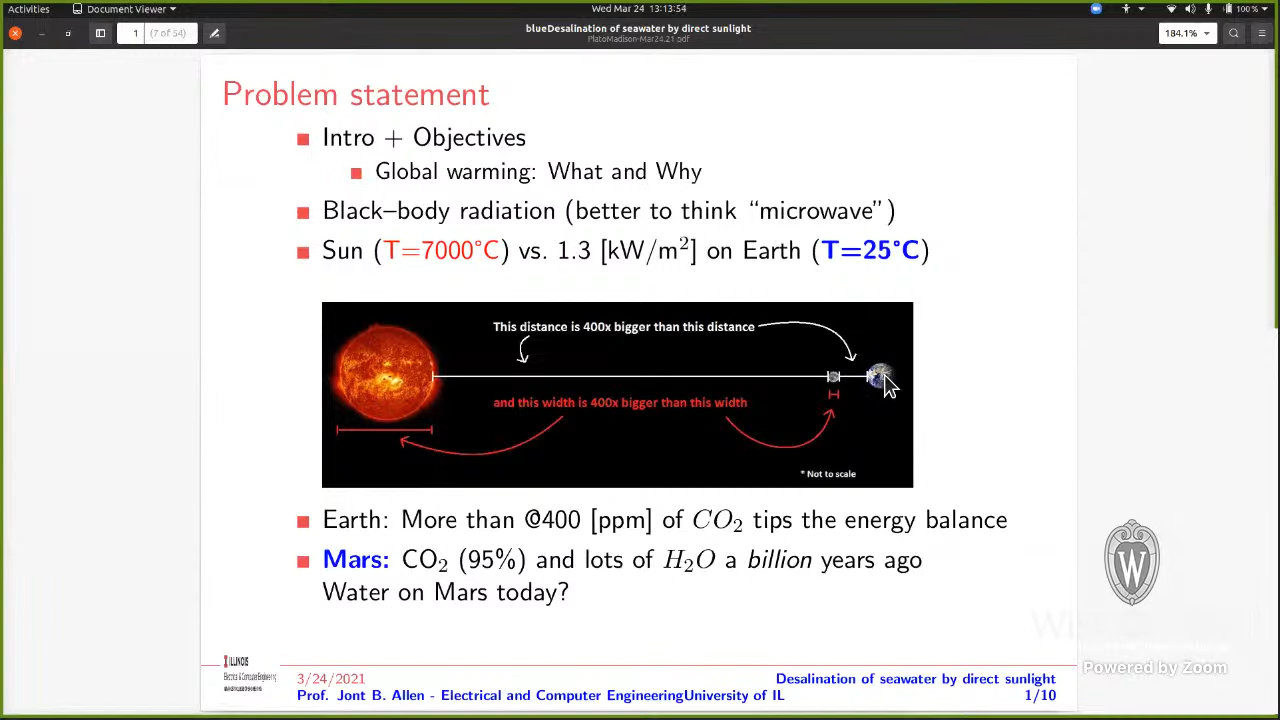 Activities
Document Viewer
Wed Mar 24 13:13:54
100 %
1
(7 of 54)
blueDesalination of seawater by direct sunlight
PlatoMadison-Mar24.21.pdf
184.1%
Problem statement
Intro + Objectives
Global warming: What and Why
Black–body radiation (better to think “microwave”)
Sun (T=7000°C) vs. 1.3 [kW/m²] on Earth (T=25°C)
This distance is 400x bigger than this distance
and this width is 400x bigger than this width
* Not to scale
Earth: More than @400 [ppm] of CO₂ tips the energy balance
Mars: CO₂ (95%) and lots of H₂O a billion years ago
Water on Mars today?
W
ILLINOIS
Electrical & Computer Engineering
3/24/2021
Prof. Jont B. Allen - Electrical and Computer EngineeringUniversity of IL
Desalination of seawater by direct sunlight
1/10
Powered by Zoom